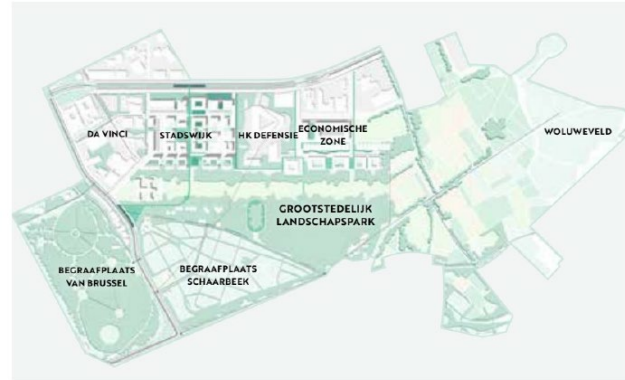 DA VINCI
STADSWIJK
HK DEFENSIE
ECONOMISCHE
ZONE
WOLUWEVELD
GROOTSTEDELIJK
LANDSCHAPSPARK
BEGRAAFPLAATS
VAN BRUSSEL
BEGRAAFPLAATS
SCHAARBEEK